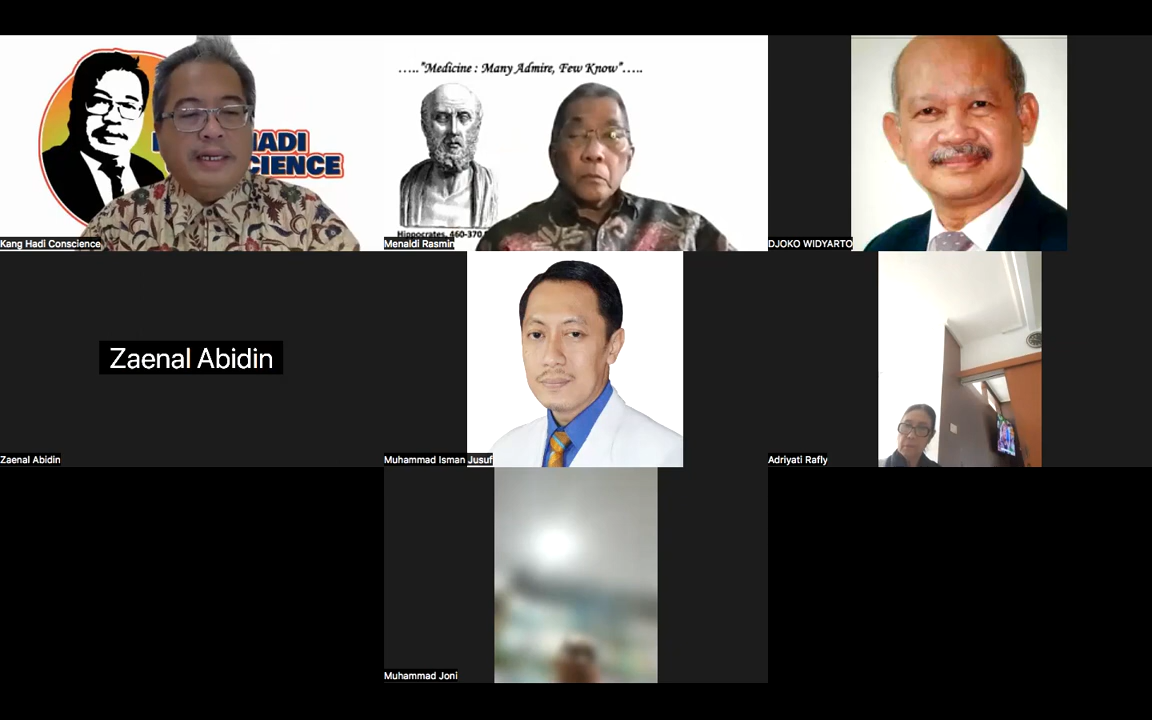 ....."Medicine : Many Admire, Few Know".....
HADI
SCIENCE
Hippocrates, 460-370
Kang Hadi Conscience
Menaldi Rasmin
DJOKO WIDYARTO
Zaenal Abidin
Zaenal Abidin
Muhammad Isman Jusuf
Adriyati Rafly
Muhammad Joni